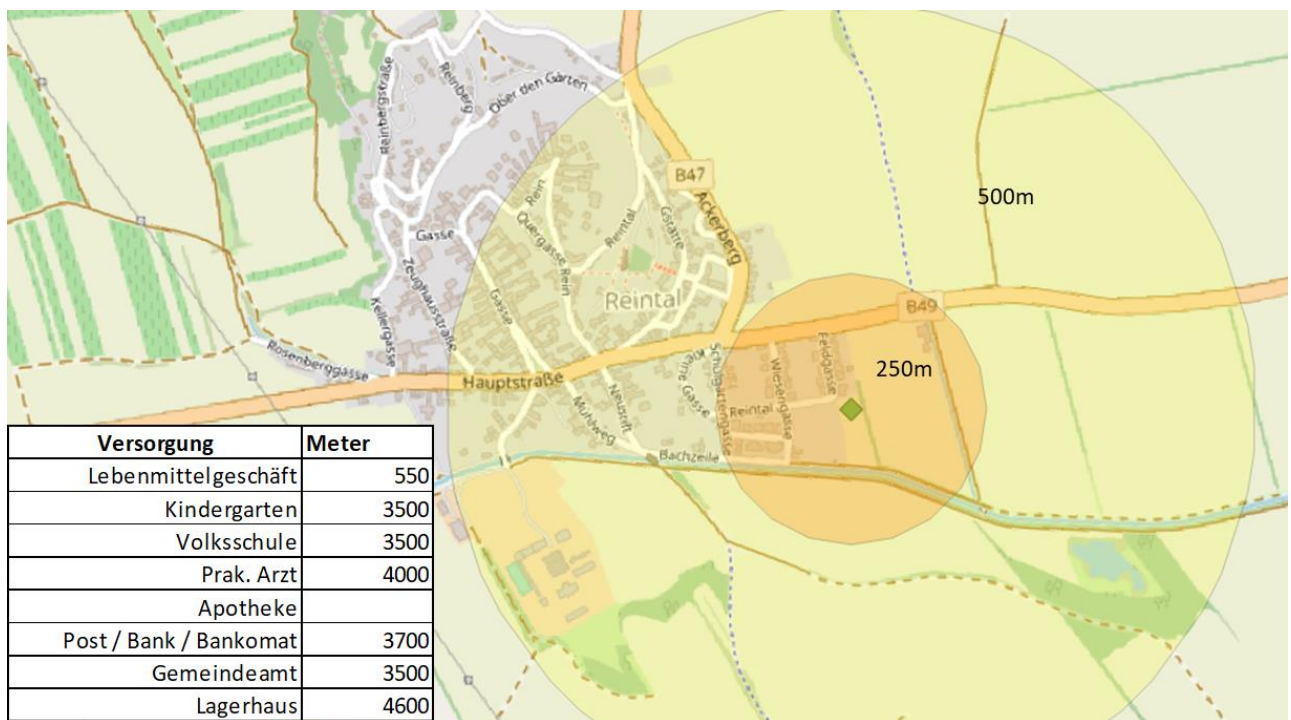 Reinbergstraße
Reinberg
Ober den Gärten
B47
Ackerberg
500m
Rein
Quergasse
Rein
Reintal
Gstätte
Gasse
Zeughausstraße
Gasse
Kellergasse
Reintal
B49
Rosenberggasse
Hauptstraße
Kleine Gasse
Schulgartengasse
Wiesengasse
Feldgasse
250m
Mühlweg
Neustift
Reintal
Bachzeile
Versorgung Meter
Lebenmittelgeschäft 550
Kindergarten 3500
Volksschule 3500
Prak. Arzt 4000
Apotheke
Post / Bank / Bankomat 3700
Gemeindeamt 3500
Lagerhaus 4600